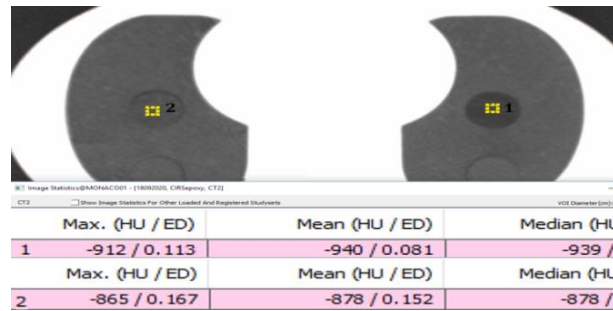 2 1
Image Statistics@MONACO01 - [18092020, CIRSepoxy, CT2]
CT2 Show Image Statistics For Other Loaded And Registered Studysets VOI Diameter(cm):
Max. (HU / ED) Mean (HU / ED) Median (HU
1 -912 / 0.113 -940 / 0.081 -939 /
Max. (HU / ED) Mean (HU / ED) Median (HU
2 -865 / 0.167 -878 / 0.152 -878 /